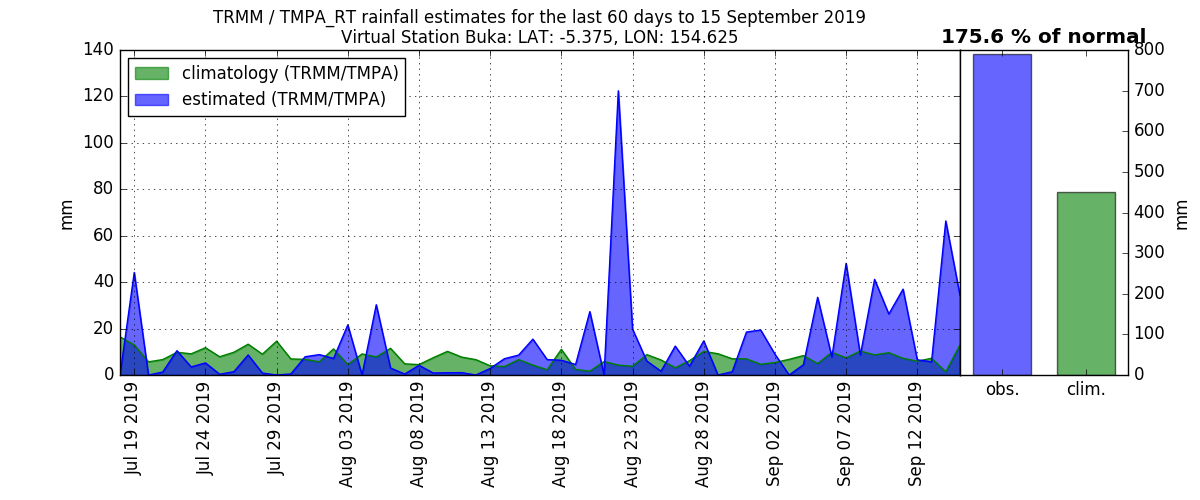 TRMM / TMPA_RT rainfall estimates for the last 60 days to 15 September 2019
Virtual Station Buka: LAT: -5.375, LON: 154.625
175.6 % of normal
climatology (TRMM/TMPA)
estimated (TRMM/TMPA)
140
120
100
80
60
40
20
0
mm
Jul 19 2019
Jul 24 2019
Jul 29 2019
Aug 03 2019
Aug 08 2019
Aug 13 2019
Aug 18 2019
Aug 23 2019
Aug 28 2019
Sep 02 2019
Sep 07 2019
Sep 12 2019
800
700
600
500
400
300
200
100
0
mm
obs.
clim.